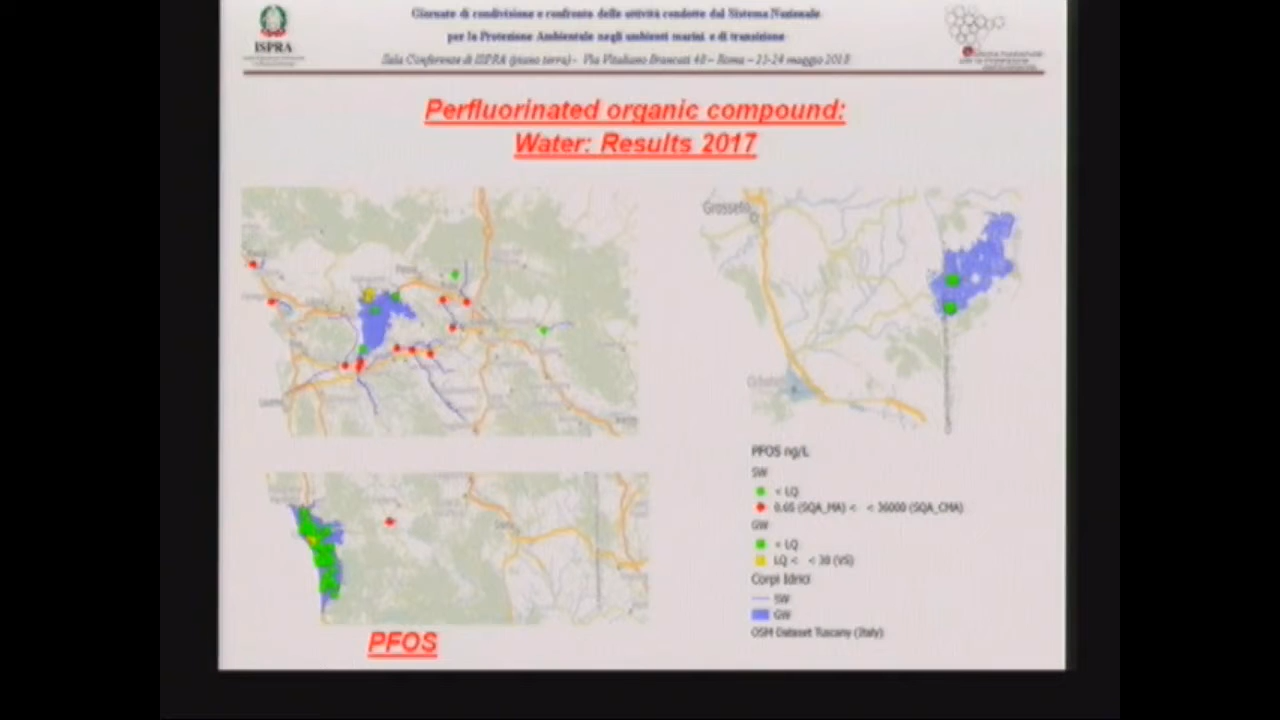 Giornate di condivisione e confronto delle attività condotte dal Sistema Nazionale
per la Protezione Ambientale negli ambienti marini e di transizione
Sala Conferenze di ISPRA (piano terra) - Via Vitaliano Brancati 48 – Roma – 23-24 maggio 2018
ISPRA
Perfluorinated organic compound:
Water: Results 2017
Grosseto
PFOS ng/L
SW
< LQ
0.65 (SQA_MA) < < 36000 (SQA_CMA)
GW
< LQ
LQ < < 30 (VS)
Corpi Idrici
SW
GW
OSM Dataset Tuscany (Italy)
PFOS